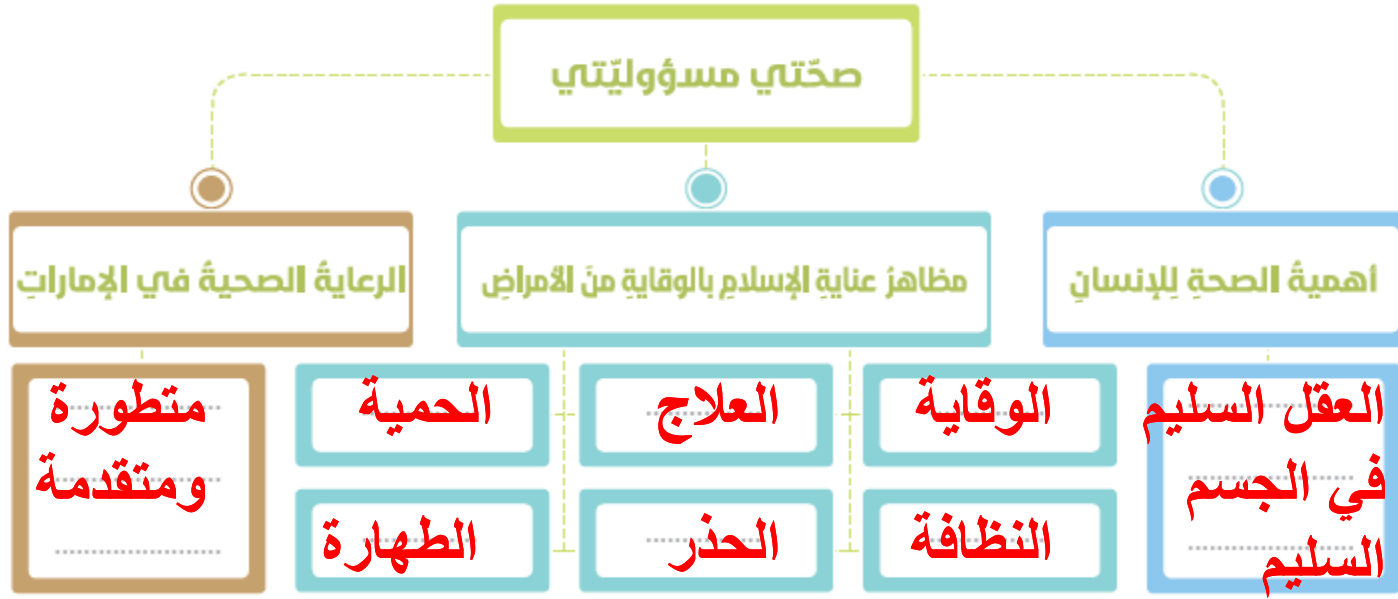 صحّتي مسؤوليّتي
أهميةُ الصحةِ لِلإنسانِ
مظاهرُ عنايةِ الإسلامِ بالوقايةِ منَ الأمراضِ
الرعايةُ الصحيةُ في الإماراتِ
العقل السليم
في الجسم
السليم
الوقاية
العلاج
الحمية
النظافة
الحذر
الطهارة
متطورة
ومتقدمة